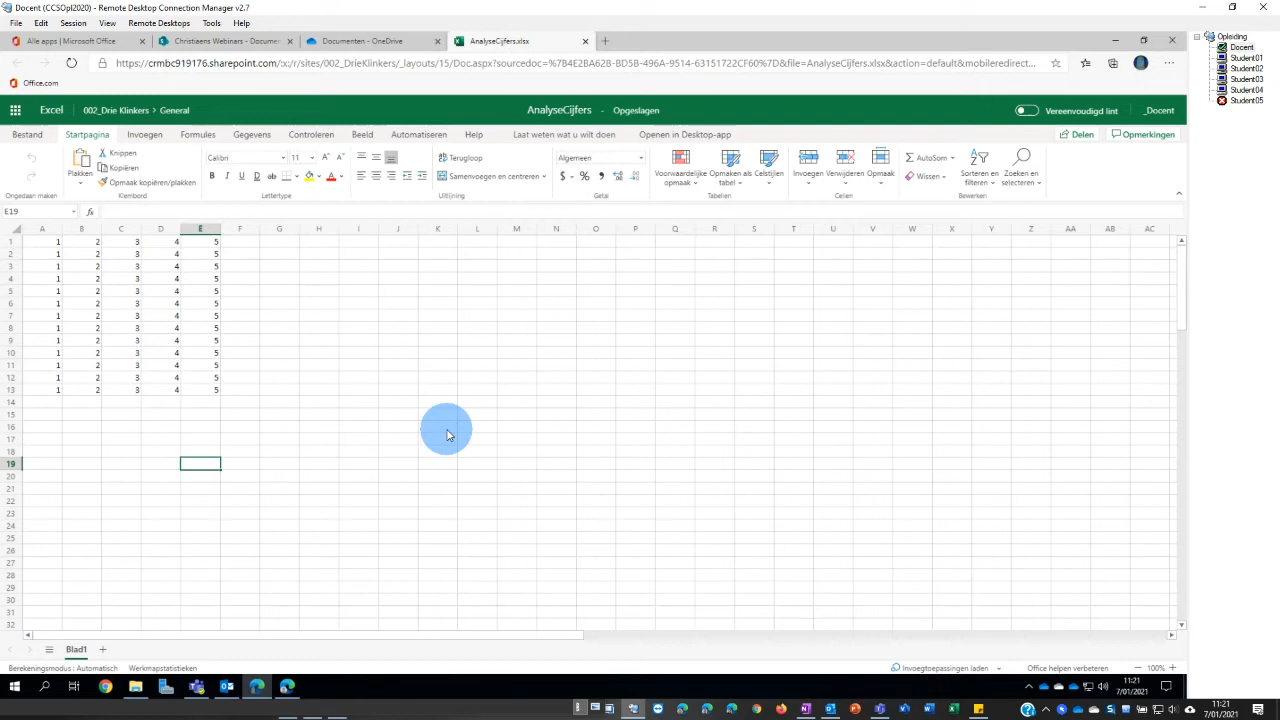 Docent (CCSOpl2020) - Remote Desktop Connection Manager v2.7
File Edit Session View Remote Desktops Tools Help
Alle apps | Microsoft Office
Christiaens Webinars - Documen
Documenten - OneDrive
AnalyseCijfers.xlsx
https://crmbc919176.sharepoint.com/:x:/r/sites/002_DrieKlinkers/_layouts/15/Doc.aspx?sourcedoc=%7B4E2BA62B-BD5B-496A-9514-63151722CF60%7D&file=AnalyseCijfers.xlsx&action=default&mobileredirect...
Office.com
Excel 002_Drie Klinkers > General AnalyseCijfers - Opgeslagen Vereenvoudigd lint _Docent
Bestand Startpagina Invoegen Formules Gegevens Controleren Beeld Automatiseren Help Laat weten wat u wilt doen Openen in Desktop-app Delen Opmerkingen
Plakken Knippen
Kopiëren
Opmaak kopiëren/plakken
Calibri 11 A A
B I U D ab A
Terugloop
Samenvoegen en centreren
Algemeen
$ % ,
Voorwaardelijke opmaak
Opmaken als tabel
Celstijlen
Invoegen Verwijderen Opmaak
AutoSom
Wissen
Sorteren en filteren
Zoeken en selecteren
Ongedaan maken Klembord Lettertype Uitlijning Getal Tabellen Cellen Bewerken
E19 fx
A B C D E F G H I J K L M N O P Q R S T U V W X Y Z AA AB AC
1 1 2 3 4 5
2 1 2 3 4 5
3 1 2 3 4 5
4 1 2 3 4 5
5 1 2 3 4 5
6 1 2 3 4 5
7 1 2 3 4 5
8 1 2 3 4 5
9 1 2 3 4 5
10 1 2 3 4 5
11 1 2 3 4 5
12 1 2 3 4 5
13 1 2 3 4 5
14
15
16
17
18
19
20
21
22
23
24
25
26
27
28
29
30
31
32
Blad1
Berekeningsmodus : Automatisch Werkmapstatistieken Invoegtoepassingen laden Office helpen verbeteren 100%
11:21
7/01/2021
11:21
7/01/2021
Opleiding
Docent
Student01
Student02
Student03
Student04
Student05